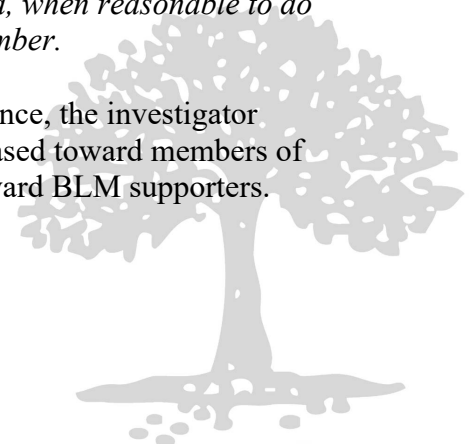 , when reasonable to do
mber.
nce, the investigator
ased toward members of
ward BLM supporters.